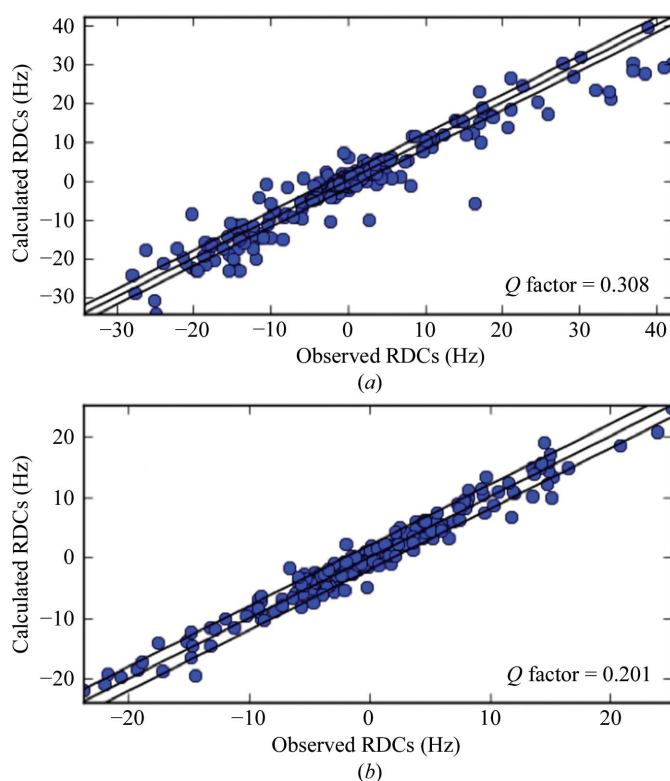 40
30
20
10
0
−10
−20
−30
Calculated RDCs (Hz)
Q factor = 0.308
−30 −20 −10 0 10 20 30 40
Observed RDCs (Hz)
(a)
20
10
0
−10
−20
Calculated RDCs (Hz)
Q factor = 0.201
−20 −10 0 10 20
Observed RDCs (Hz)
(b)